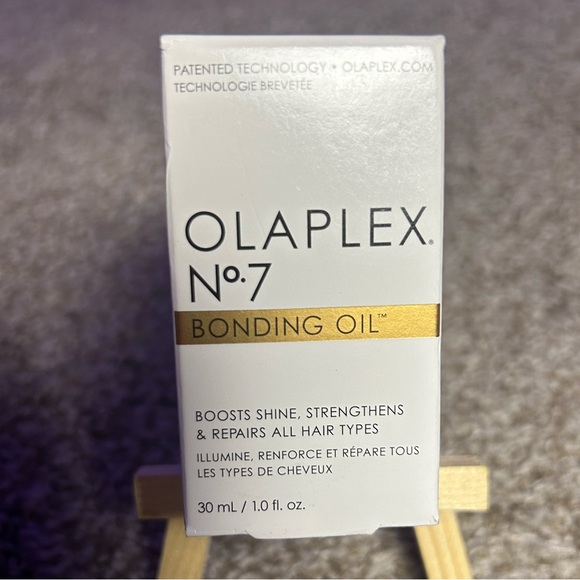 PATENTED TECHNOLOGY • OLAPLEX.COM
TECHNOLOGIE BREVETÉE
OLAPLEX®
Nº.7
BONDING OIL™
BOOSTS SHINE, STRENGTHENS
& REPAIRS ALL HAIR TYPES
ILLUMINE, RENFORCE ET RÉPARE TOUS
LES TYPES DE CHEVEUX
30 mL / 1.0 fl. oz.